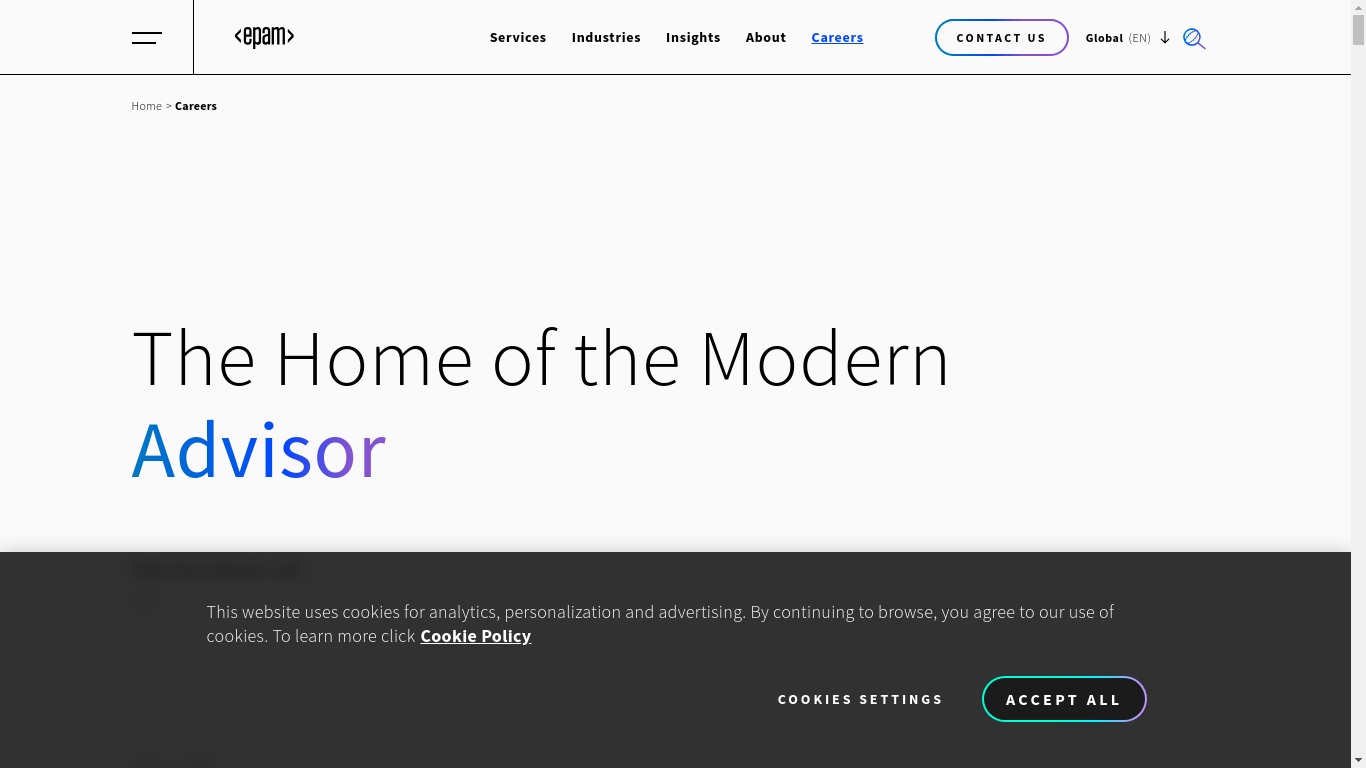 <epam>
Services Industries Insights About Careers
CONTACT US
Global (EN)
Home > Careers
The Home of the Modern
Advisor
This website uses cookies for analytics, personalization and advertising. By continuing to browse, you agree to our use of
cookies. To learn more click Cookie Policy
COOKIES SETTINGS
ACCEPT ALL